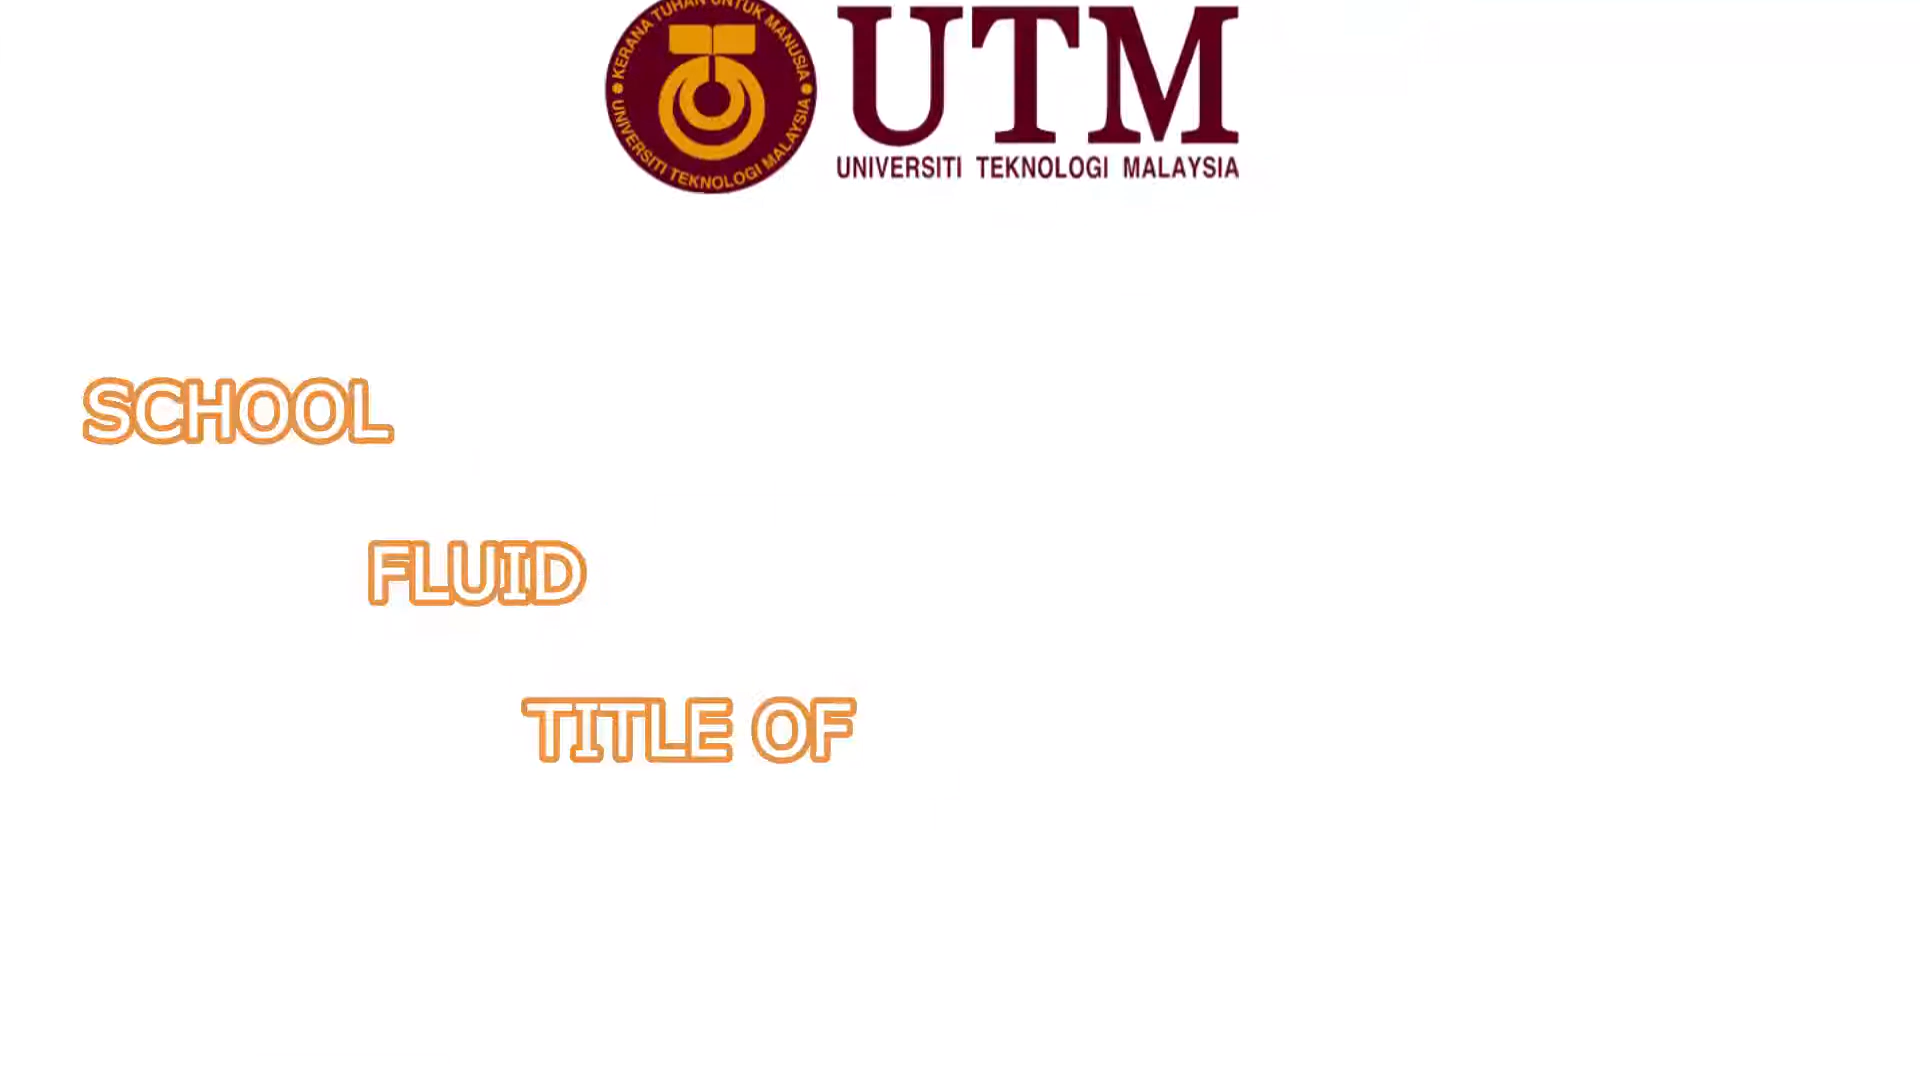 KERANA TUHAN UNTUK MANUSIA
UNIVERSITI TEKNOLOGI MALAYSIA
UTM
UNIVERSITI TEKNOLOGI MALAYSIA
SCHOOL
FLUID
TITLE OF